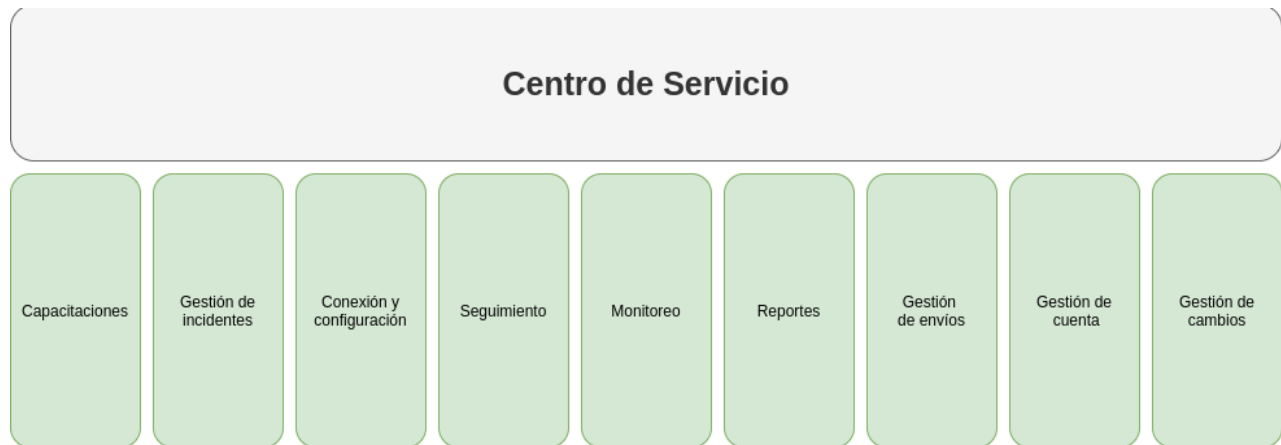 Centro de Servicio
Capacitaciones
Gestión de
incidentes
Conexión y
configuración
Seguimiento
Monitoreo
Reportes
Gestión
de envíos
Gestión de
cuenta
Gestión de
cambios